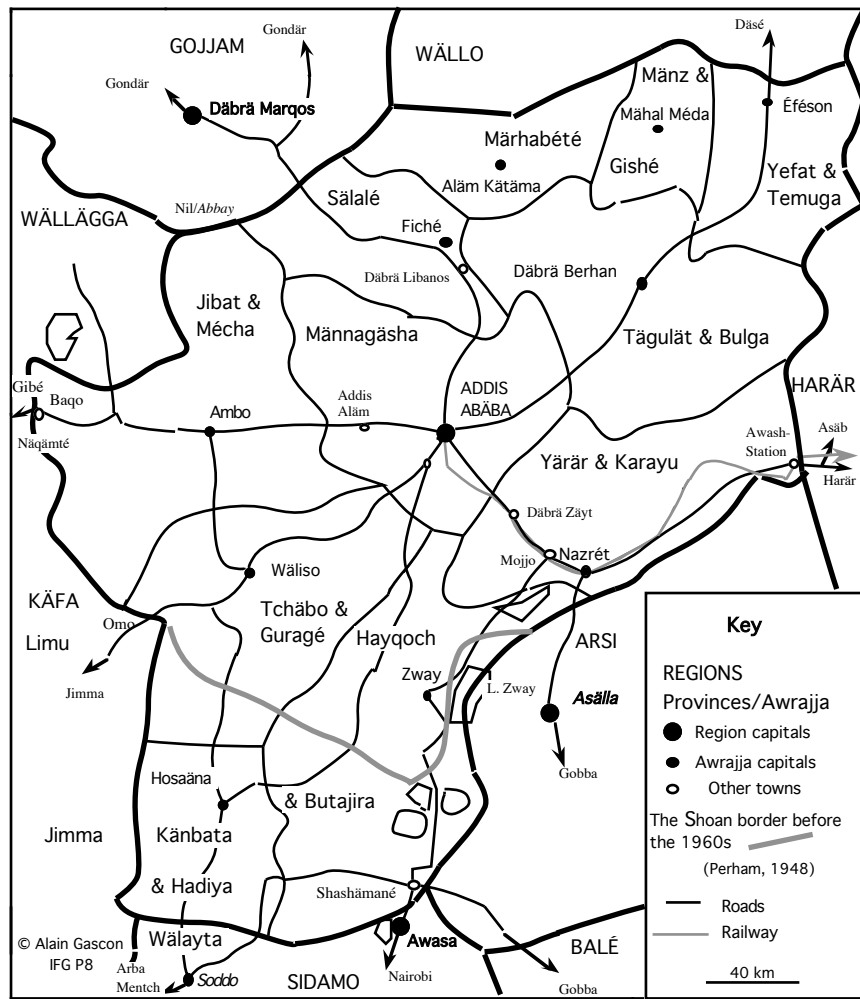 GOJJAM
Gondär
Gondär
WÄLLO
Däsé
Däbrä Marqos
Mänz &
Mähal Méda
Éféson
Märhabété
Aläm Kätäma
Gishé
Yefat &
Temuga
WÄLLÄGGA
Nil/Abbay
Sälalé
Fiché
Däbrä Libanos
Däbrä Berhan
Jibat &
Mécha
Männagäsha
Tägulät & Bulga
Gibé
Baqo
Näqämté
Ambo
Addis
Aläm
ADDIS
ABÄBA
HARÄR
Asäb
Awash-
Station
Harär
Yärär & Karayu
Däbrä Zäyt
Mojjo
Nazrét
Wäliso
KÄFA
Limu
Omo
Jimma
Tchäbo &
Guragé
Hayqoch
ARSI
Zway
L. Zway
Asälla
Gobba
Hosaäna
& Butajira
Jimma
Känbata
& Hadiya
Shashämané
Wälayta
Awasa
BALÉ
© Alain Gascon
IFG P8
Arba
Mentch
Soddo
SIDAMO
Nairobi
Gobba
Key
REGIONS
Provinces/Awrajja
Region capitals
Awrajja capitals
Other towns
The Shoan border before
the 1960s
(Perham, 1948)
Roads
Railway
40 km